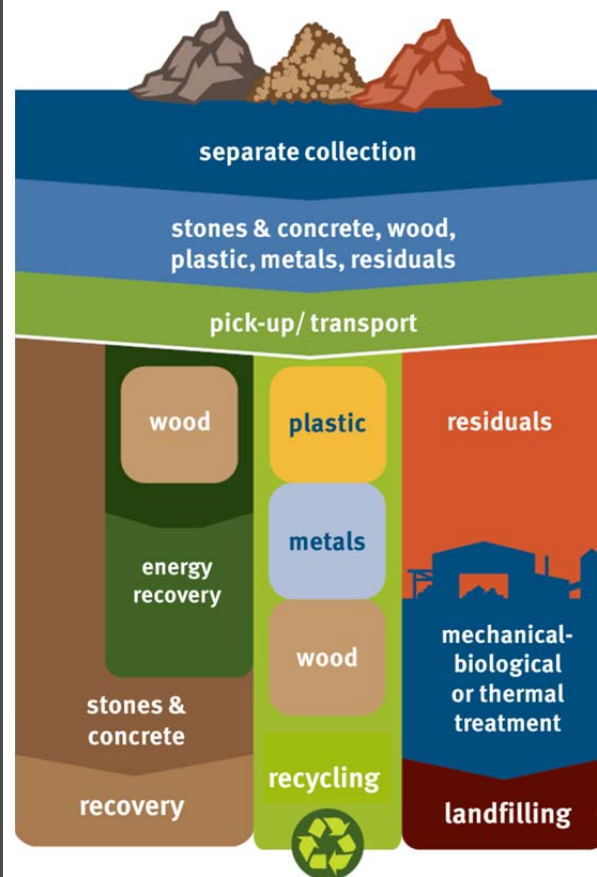 separate collection
stones & concrete, wood,
plastic, metals, residuals
pick-up/ transport
wood
energy
recovery
stones &
concrete
recovery
plastic
metals
wood
recycling
residuals
mechanical-
biological
or thermal
treatment
landfilling